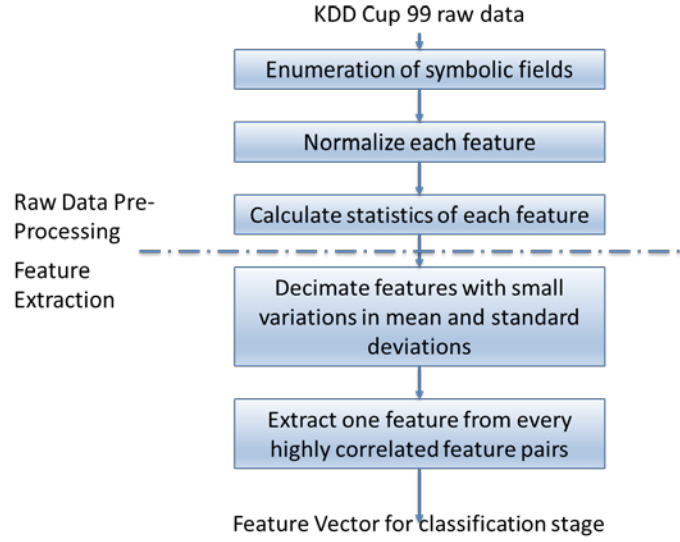 KDD Cup 99 raw data
Enumeration of symbolic fields
Normalize each feature
Calculate statistics of each feature
Raw Data Pre-
Processing
Feature
Extraction
Decimate features with small
variations in mean and standard
deviations
Extract one feature from every
highly correlated feature pairs
Feature Vector for classification stage